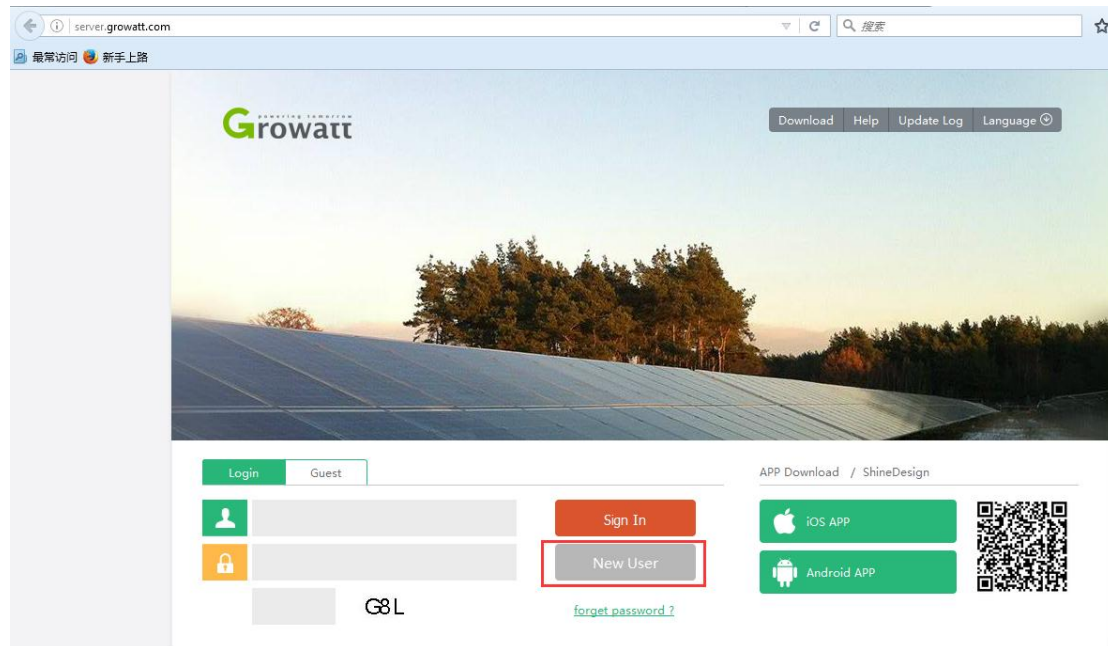 server.growatt.com
搜索
最常访问 新手上路
powering tomorrow
Growatt
Download Help Update Log Language
Login Guest
APP Download / ShineDesign
Sign In
iOS APP
New User
Android APP
G8L
forget password ?